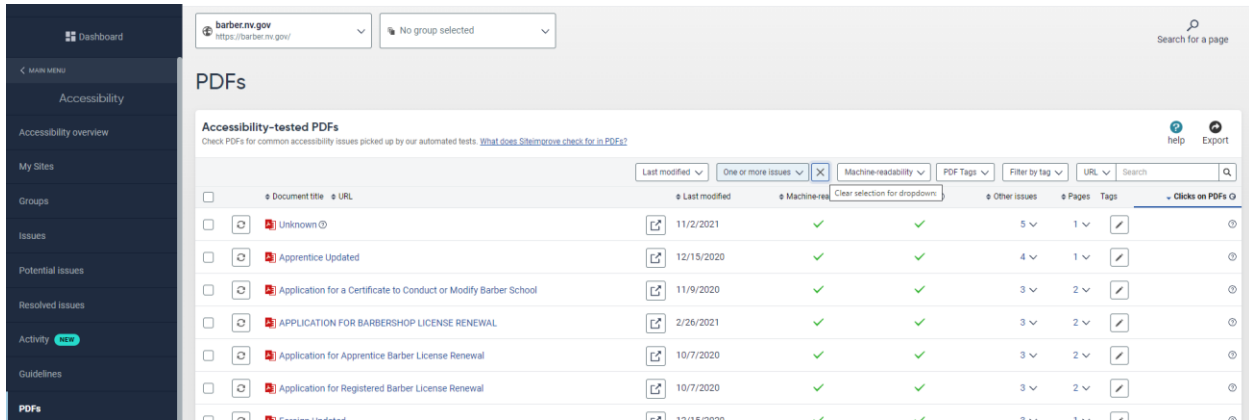 Dashboard
MAIN MENU
Accessibility
Accessibility overview
My Sites
Groups
Issues
Potential issues
Resolved issues
Activity NEW
Guidelines
PDFs
barber.nv.gov
https://barber.nv.gov/
No group selected
Search for a page
PDFs
Accessibility-tested PDFs
Check PDFs for common accessibility issues picked up by our automated tests. What does Siteimprove check for in PDFs?
help Export
Last modified One or more issues Machine-readability PDF Tags Filter by tag URL Search
Clear selection for dropdown:
Document title URL Last modified Machine-rea Other issues Pages Tags Clicks on PDFs
Unknown 11/2/2021 5 1
Apprentice Updated 12/15/2020 4 1
Application for a Certificate to Conduct or Modify Barber School 11/9/2020 3 2
APPLICATION FOR BARBERSHOP LICENSE RENEWAL 2/26/2021 3 2
Application for Apprentice Barber License Renewal 10/7/2020 3 2
Application for Registered Barber License Renewal 10/7/2020 3 2
Foreign Updated 12/15/2020